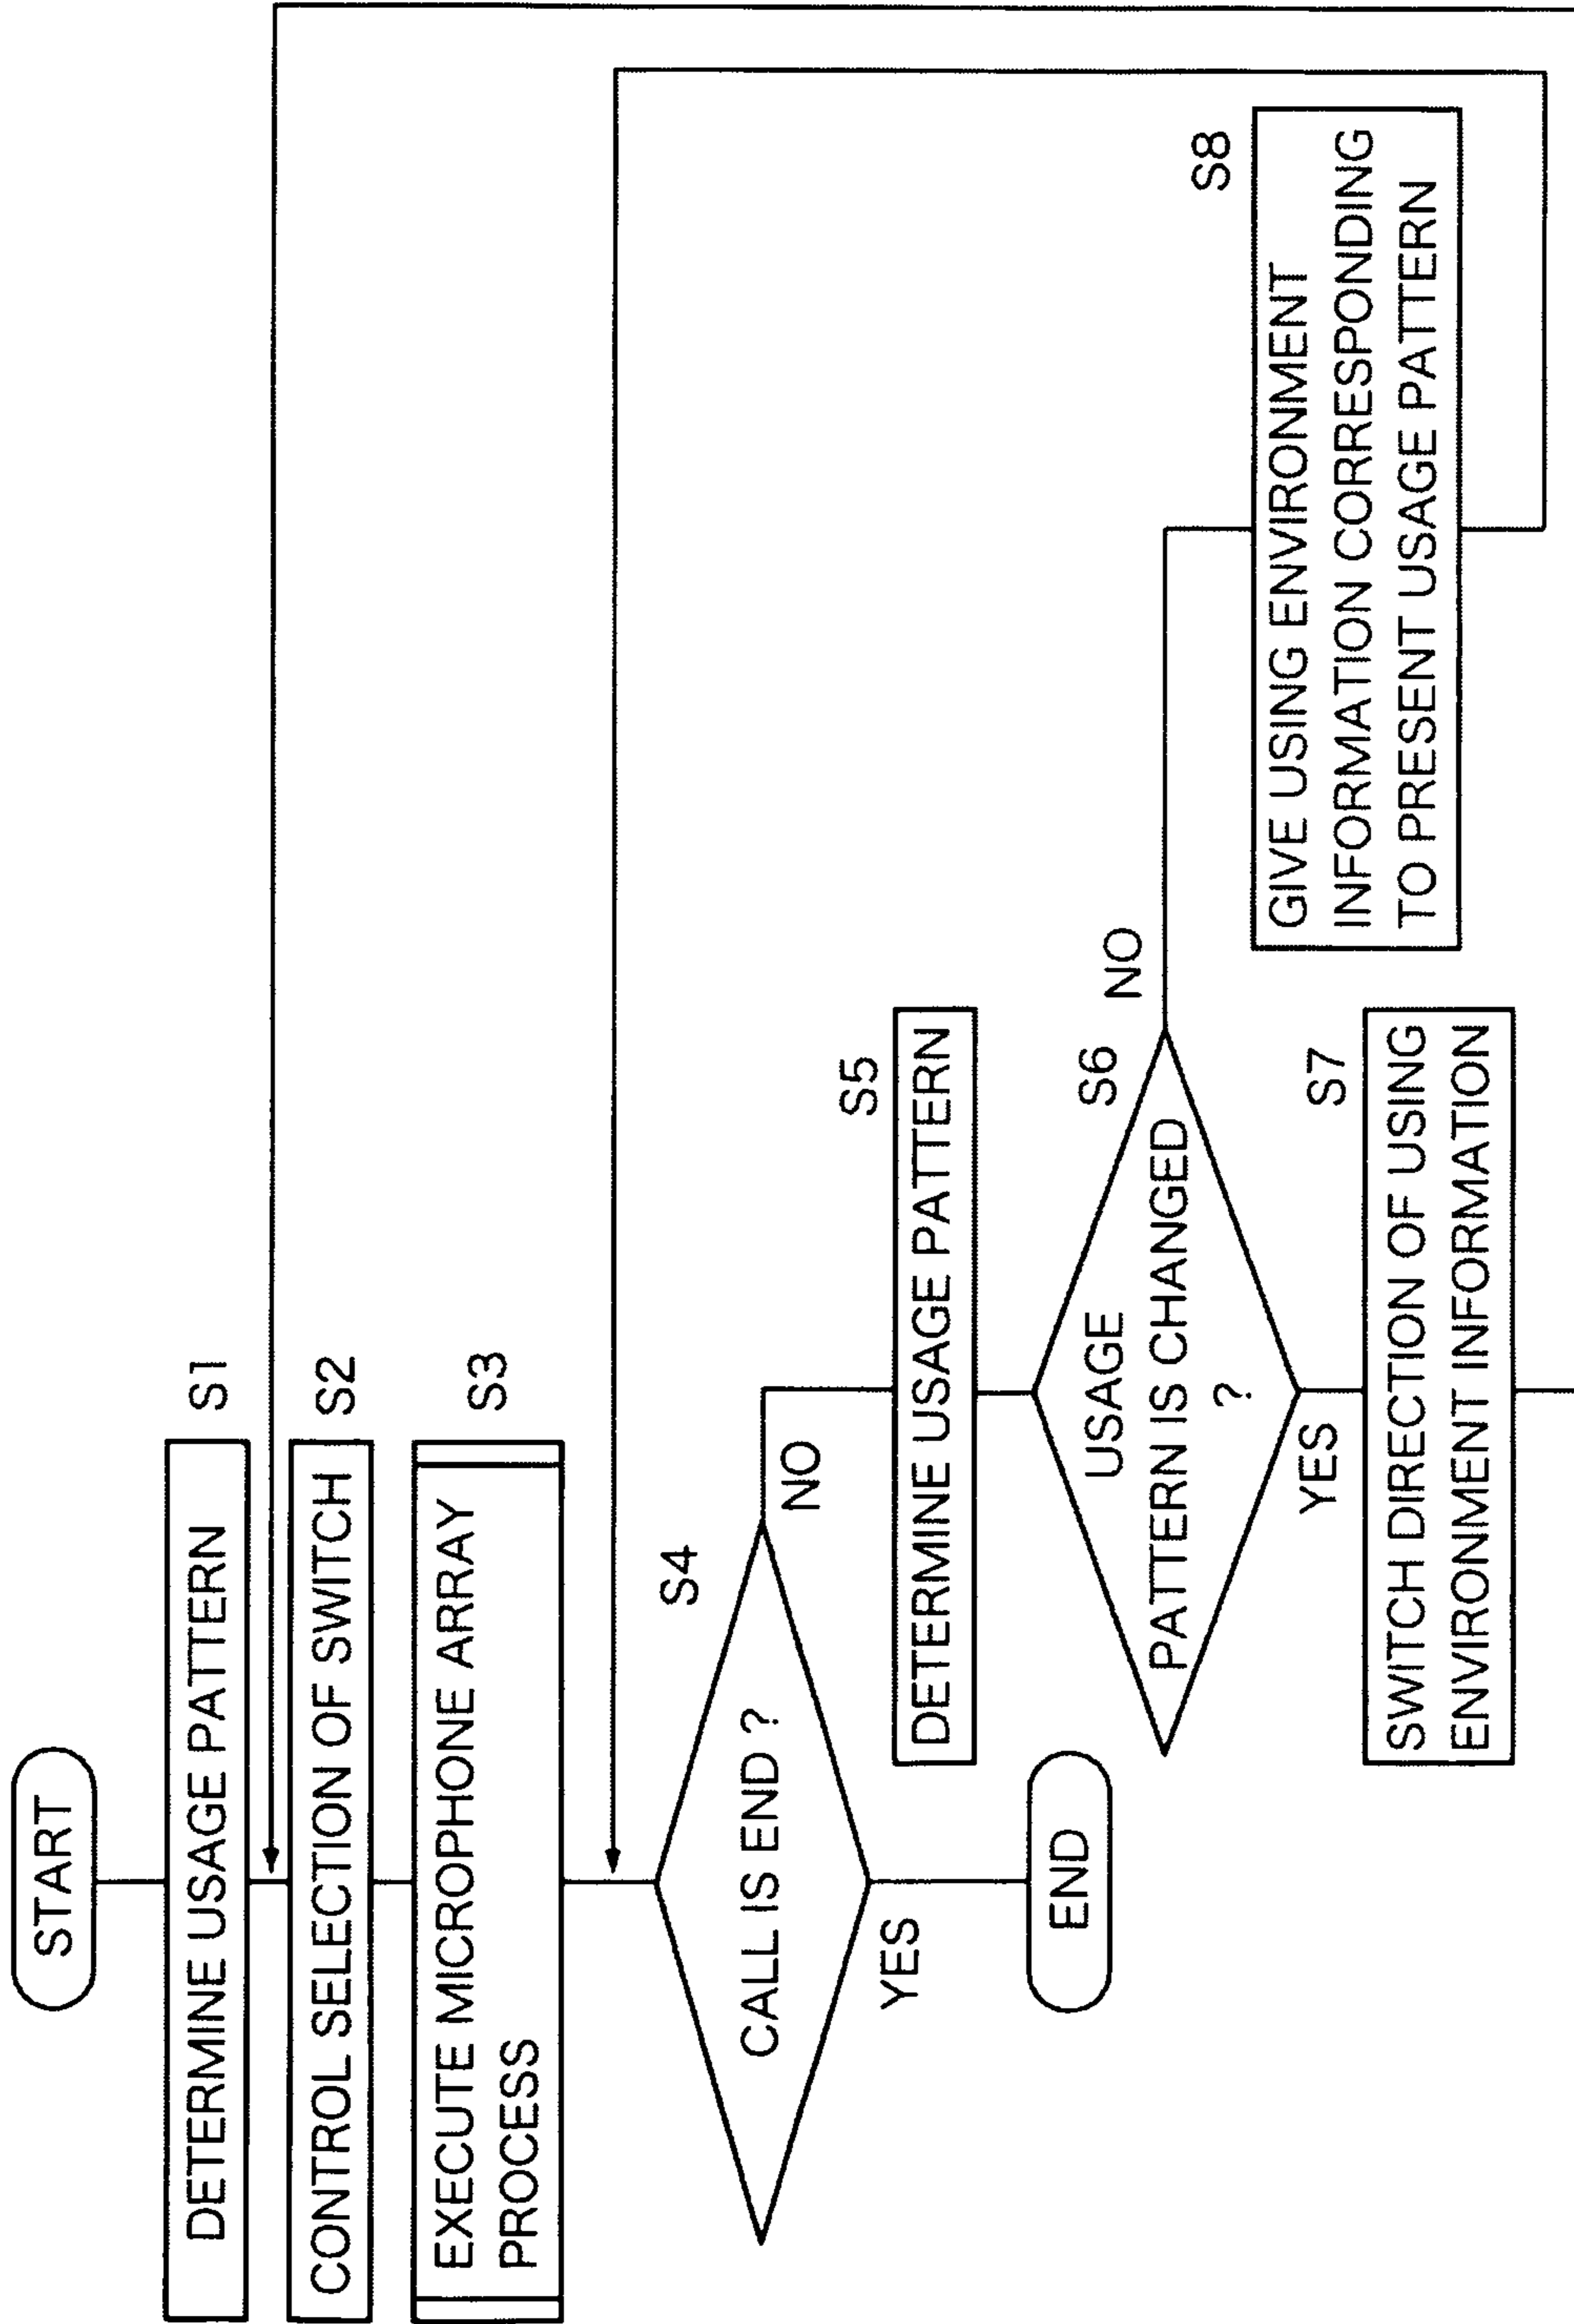 START
DETERMINE USAGE PATTERN
S1
CONTROL SELECTION OF SWITCH
S2
EXECUTE MICROPHONE ARRAY
PROCESS
S3
S4
CALL IS END ?
NO
YES
END
S5
DETERMINE USAGE PATTERN
S6
USAGE
PATTERN IS CHANGED
?
NO
YES
S7
SWITCH DIRECTION OF USING
ENVIRONMENT INFORMATION
S8
GIVE USING ENVIRONMENT
INFORMATION CORRESPONDING
TO PRESENT USAGE PATTERN